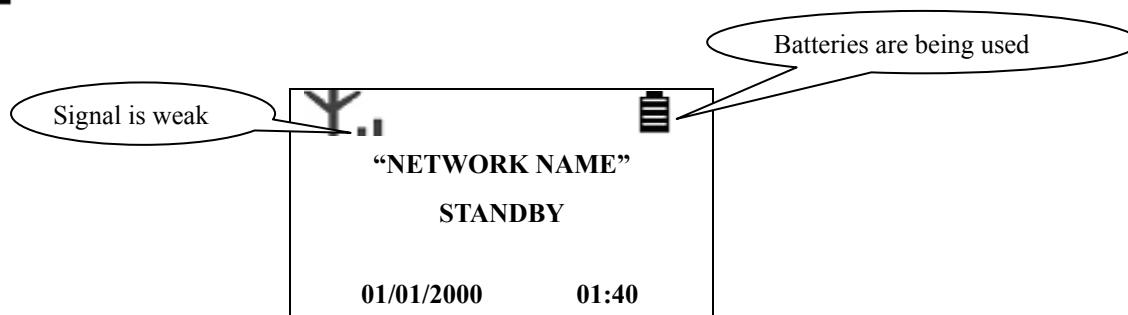 Batteries are being used
Signal is weak
“NETWORK NAME”
STANDBY
01/01/2000 01:40